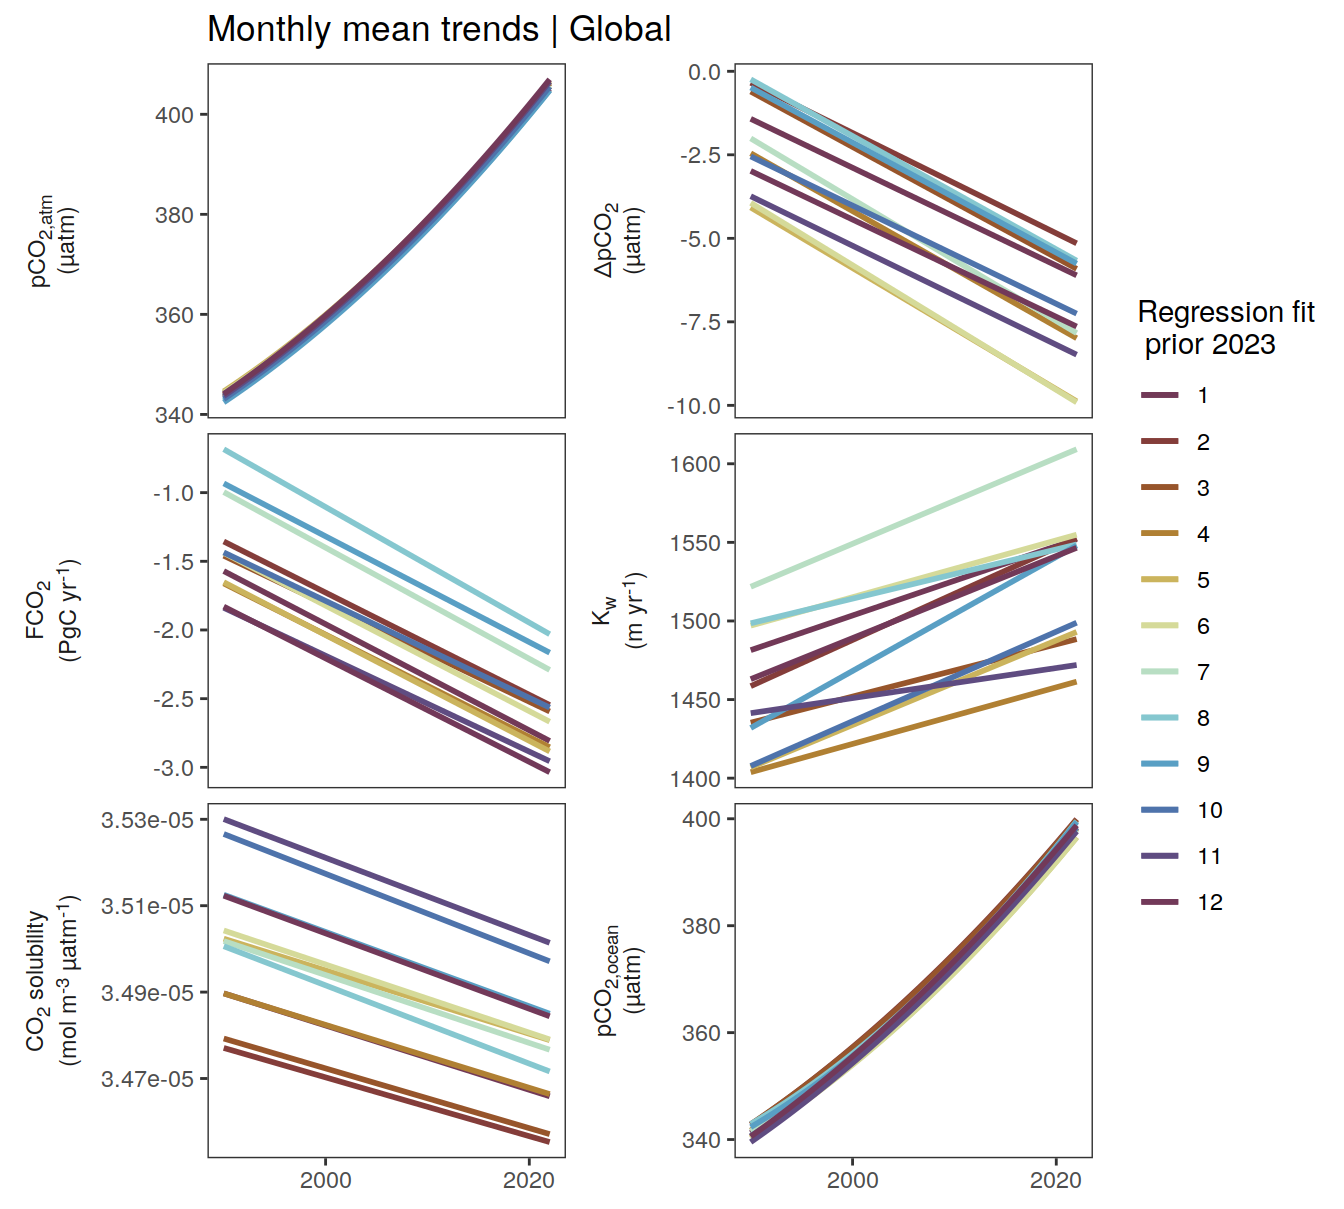 Monthly mean trends | Global
pCO2,atm
(µatm)
400
380
360
340
ΔpCO2
(µatm)
0.0
-2.5
-5.0
-7.5
-10.0
FCO2
(PgC yr-1)
-1.0
-1.5
-2.0
-2.5
-3.0
Kw
(m yr-1)
1600
1550
1500
1450
1400
CO2 solubility
(mol m-3 µatm-1)
3.53e-05
3.51e-05
3.49e-05
3.47e-05
2000
2020
pCO2,ocean
(µatm)
400
380
360
340
2000
2020
Regression fit
prior 2023
1
2
3
4
5
6
7
8
9
10
11
12